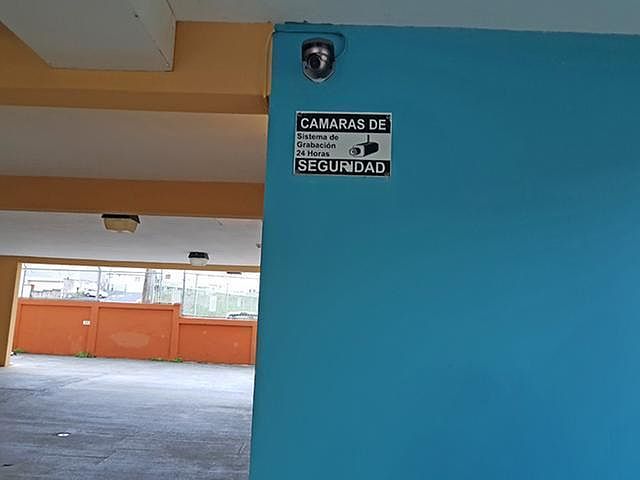 CAMARAS DE
Sistema de
Grabación
24 Horas
SEGURIDAD